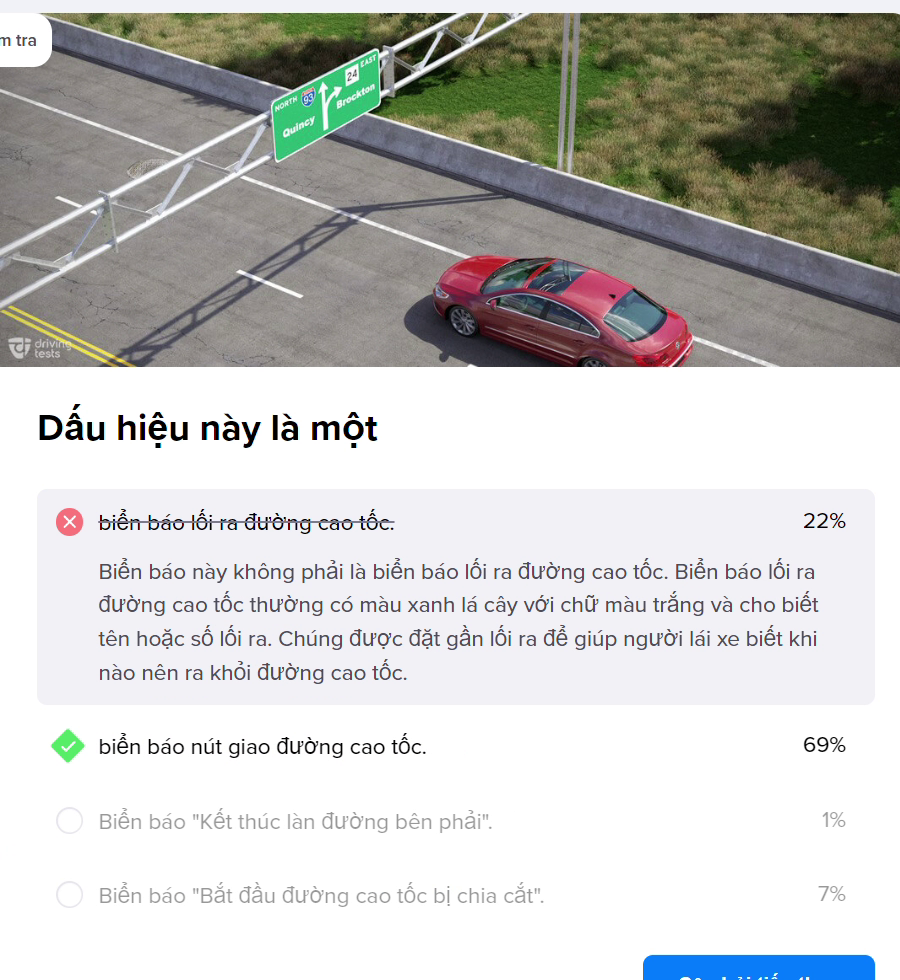 m tra
NORTH 93 24 EAST
Quincy Brockton
driving
tests
Dấu hiệu này là một
biển báo lối ra đường cao tốc. 22%
Biển báo này không phải là biển báo lối ra đường cao tốc. Biển báo lối ra
đường cao tốc thường có màu xanh lá cây với chữ màu trắng và cho biết
tên hoặc số lối ra. Chúng được đặt gần lối ra để giúp người lái xe biết khi
nào nên ra khỏi đường cao tốc.
biển báo nút giao đường cao tốc. 69%
Biển báo "Kết thúc làn đường bên phải". 1%
Biển báo "Bắt đầu đường cao tốc bị chia cắt". 7%